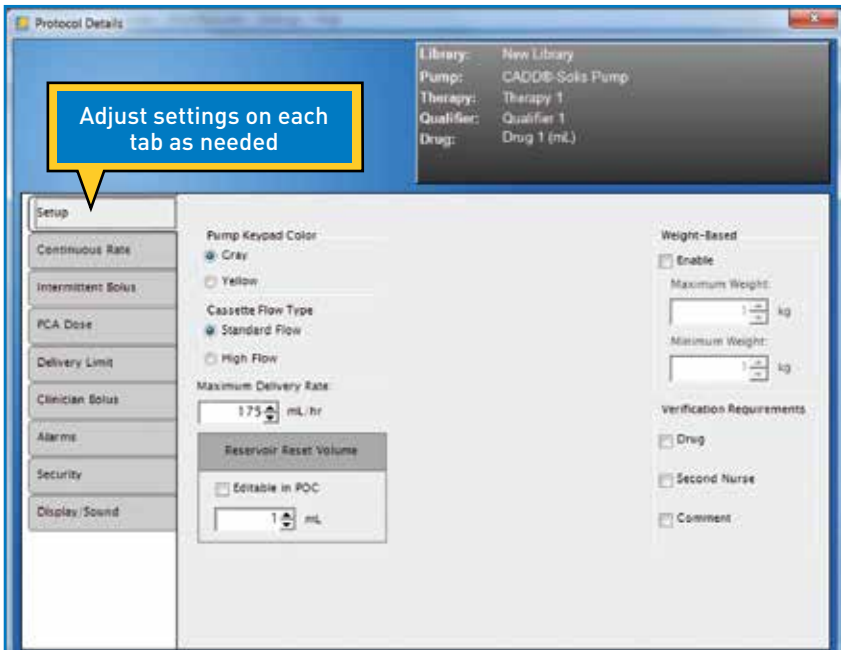 Protocol Details
Library: New Library
Pump: CADD®-Solis Pump
Therapy: Therapy 1
Qualifier: Qualifier 1
Drug: Drug 1 (mL)
Adjust settings on each
tab as needed
Setup
Continuous Rate
Intermittent Bolus
PCA Dose
Delivery Limit
Clinician Bolus
Alarms
Security
Display/Sound
Pump Keypad Color
Gray
Yellow
Cassette Flow Type
Standard Flow
High Flow
Maximum Delivery Rate:
175 mL/hr
Reservoir Reset Volume
Editable in POC
1 mL
Weight-Based
Enable
Maximum Weight:
1 kg
Minimum Weight:
1 kg
Verification Requirements
Drug
Second Nurse
Comment